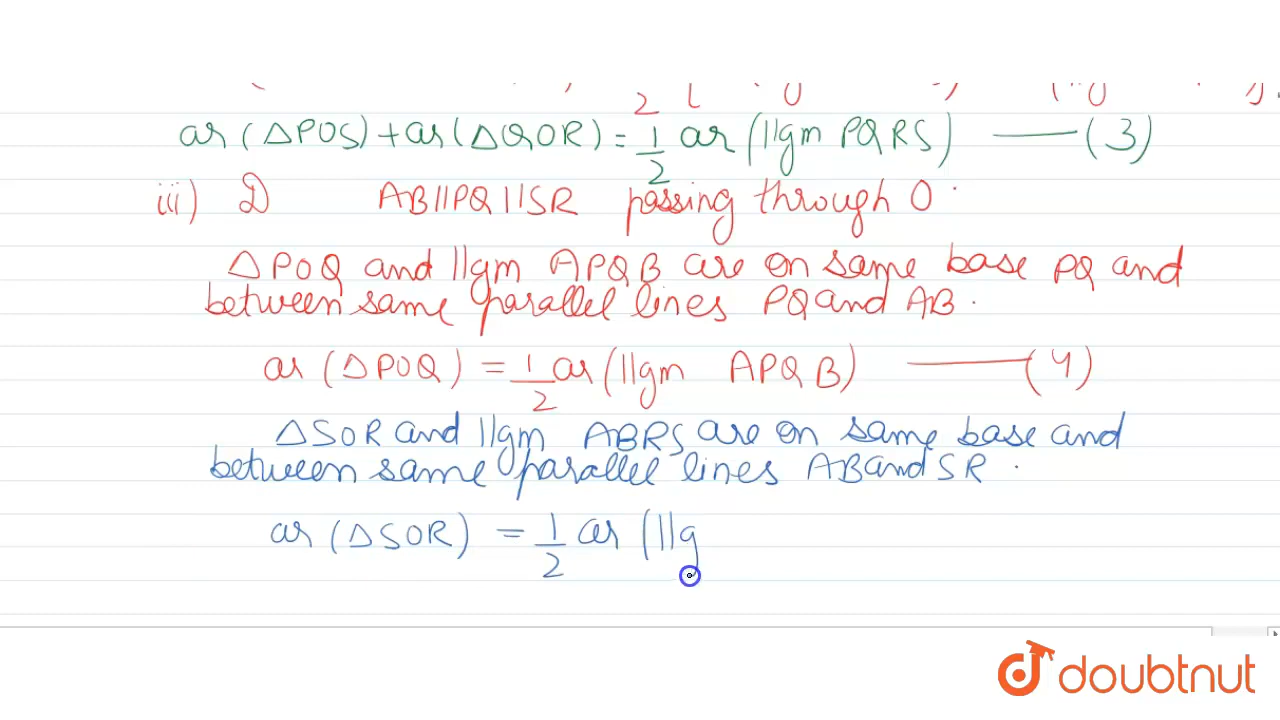 ar (△POS) + ar (△QOR) = 1/2 ar (||gm PQRS) —— (3)
iii) D AB||PQ||SR passing through O.
△POQ and ||gm APQB are on same base PQ and
between same parallel lines PQ and AB.
ar (△POQ) = 1/2 ar (||gm APQB) —— (4)
△SOR and ||gm ABRS are on same base and
between same parallel lines AB and SR.
ar (△SOR) = 1/2 ar (||g
doubtnut